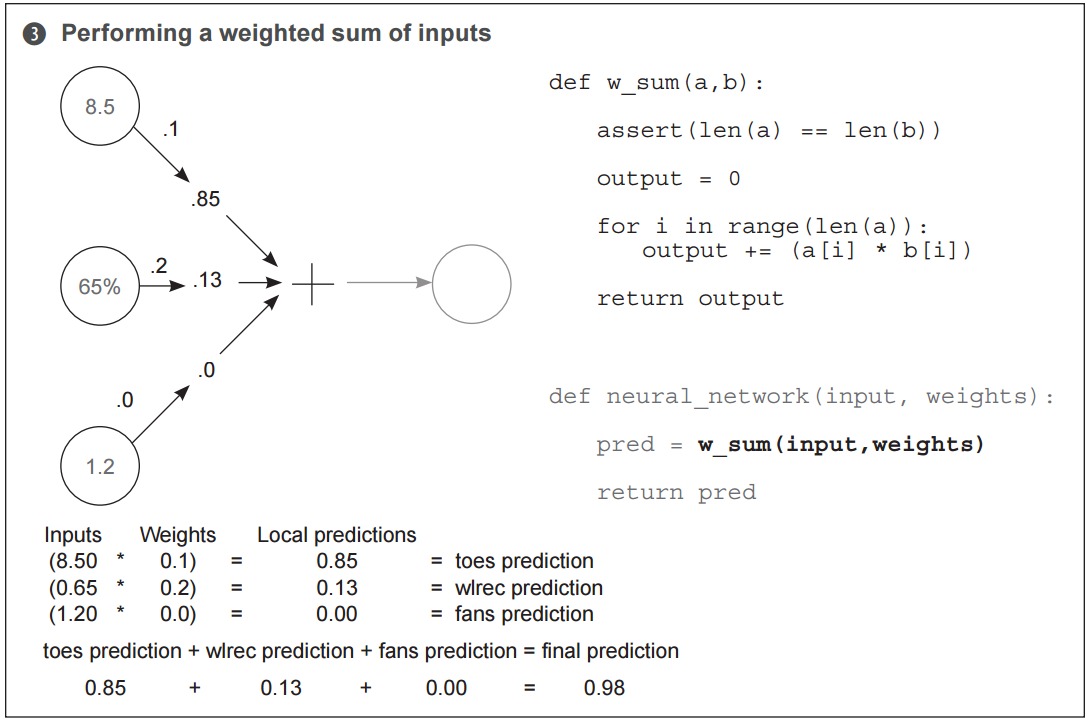 3 Performing a weighted sum of inputs
8.5
.1
.85
65%
.2
.13
.0
.0
1.2
def w_sum(a,b):
assert(len(a) == len(b))
output = 0
for i in range(len(a)):
output += (a[i] * b[i])
return output
def neural_network(input, weights):
pred = w_sum(input,weights)
return pred
Inputs Weights Local predictions
(8.50 * 0.1) = 0.85 = toes prediction
(0.65 * 0.2) = 0.13 = wlrec prediction
(1.20 * 0.0) = 0.00 = fans prediction
toes prediction + wlrec prediction + fans prediction = final prediction
0.85 + 0.13 + 0.00 = 0.98